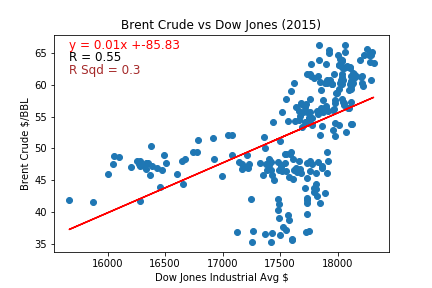 Brent Crude vs Dow Jones (2015)
y = 0.01x +-85.83
R = 0.55
R Sqd = 0.3
Brent Crude $/BBL
65
60
55
50
45
40
35
16000 16500 17000 17500 18000
Dow Jones Industrial Avg $